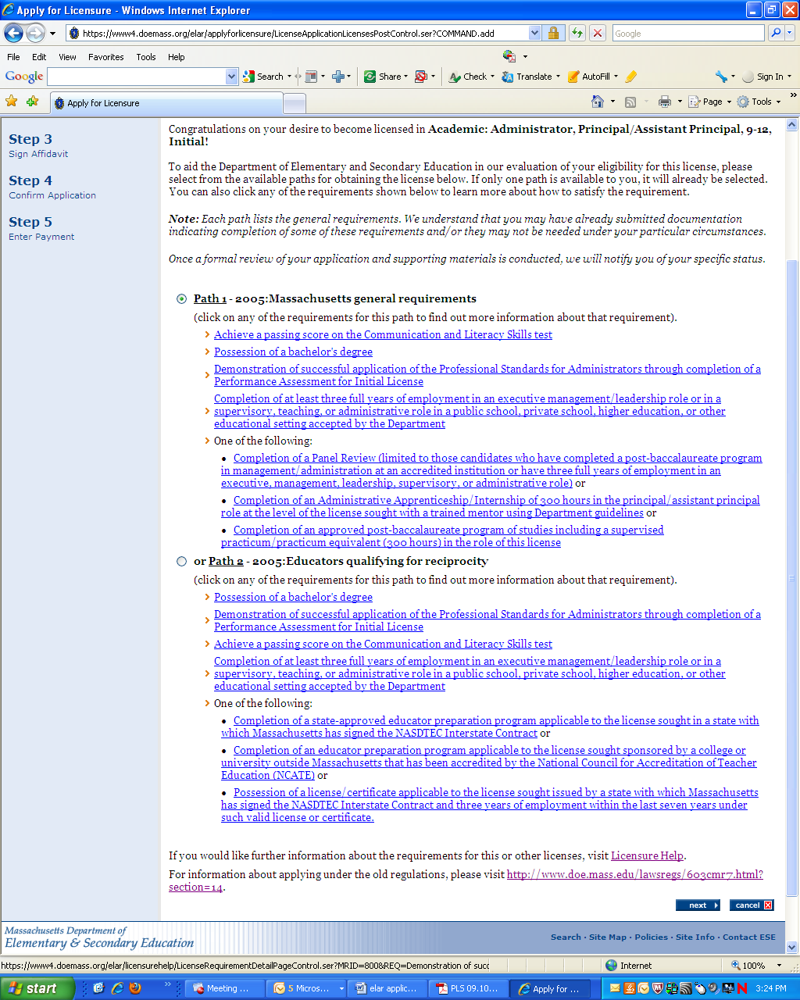 Apply for Licensure - Windows Internet Explorer
https://www4.doemass.org/elar/applyforlicensure/LicenseApplicationLicensesPostControl.ser?COMMAND.add
Google
File Edit View Favorites Tools Help
Google Search Share Check Translate AutoFill Sign In
Apply for Licensure
Page Tools
Step 3
Sign Affidavit
Step 4
Confirm Application
Step 5
Enter Payment
Congratulations on your desire to become licensed in Academic: Administrator, Principal/Assistant Principal, 9-12,
Initial!
To aid the Department of Elementary and Secondary Education in our evaluation of your eligibility for this license, please
select from the available paths for obtaining the license below. If only one path is available to you, it will already be selected.
You can also click any of the requirements shown below to learn more about how to satisfy the requirement.
Note: Each path lists the general requirements. We understand that you may have already submitted documentation
indicating completion of some of these requirements and/or they may not be needed under your particular circumstances.
Once a formal review of your application and supporting materials is conducted, we will notify you of your specific status.
Path 1 - 2005:Massachusetts general requirements
(click on any of the requirements for this path to find out more information about that requirement).
Achieve a passing score on the Communication and Literacy Skills test
Possession of a bachelor's degree
Demonstration of successful application of the Professional Standards for Administrators through completion of a
Performance Assessment for Initial License
Completion of at least three full years of employment in an executive management/leadership role or in a
supervisory, teaching, or administrative role in a public school, private school, higher education, or other
educational setting accepted by the Department
One of the following:
• Completion of a Panel Review (limited to those candidates who have completed a post-baccalaureate program
in management/administration at an accredited institution or have three full years of employment in an
executive, management, leadership, supervisory, or administrative role) or
• Completion of an Administrative Apprenticeship/Internship of 300 hours in the principal/assistant principal
role at the level of the license sought with a trained mentor using Department guidelines or
• Completion of an approved post-baccalaureate program of studies including a supervised
practicum/practicum equivalent (300 hours) in the role of this license
or Path 2 - 2005:Educators qualifying for reciprocity
(click on any of the requirements for this path to find out more information about that requirement).
Possession of a bachelor's degree
Demonstration of successful application of the Professional Standards for Administrators through completion of a
Performance Assessment for Initial License
Achieve a passing score on the Communication and Literacy Skills test
Completion of at least three full years of employment in an executive management/leadership role or in a
supervisory, teaching, or administrative role in a public school, private school, higher education, or other
educational setting accepted by the Department
One of the following:
• Completion of a state-approved educator preparation program applicable to the license sought in a state with
which Massachusetts has signed the NASDTEC Interstate Contract or
• Completion of an educator preparation program applicable to the license sought sponsored by a college or
university outside Massachusetts that has been accredited by the National Council for Accreditation of Teacher
Education (NCATE) or
• Possession of a license/certificate applicable to the license sought issued by a state with which Massachusetts
has signed the NASDTEC Interstate Contract and three years of employment within the last seven years under
such valid license or certificate.
If you would like further information about the requirements for this or other licenses, visit Licensure Help.
For information about applying under the old regulations, please visit http://www.doe.mass.edu/lawsregs/603cmr7.html?
section=14.
next cancel
Massachusetts Department of
Elementary & Secondary Education
Search · Site Map · Policies · Site Info · Contact ESE
https://www4.doemass.org/elar/licensurehelp/LicenseRequirementDetailPageControl.ser?MRID=800&REQ=Demonstration of succ Internet 100%
start Meeting ... 5 Micros... elar applic... PLS 09.10... Apply for ... 3:24 PM